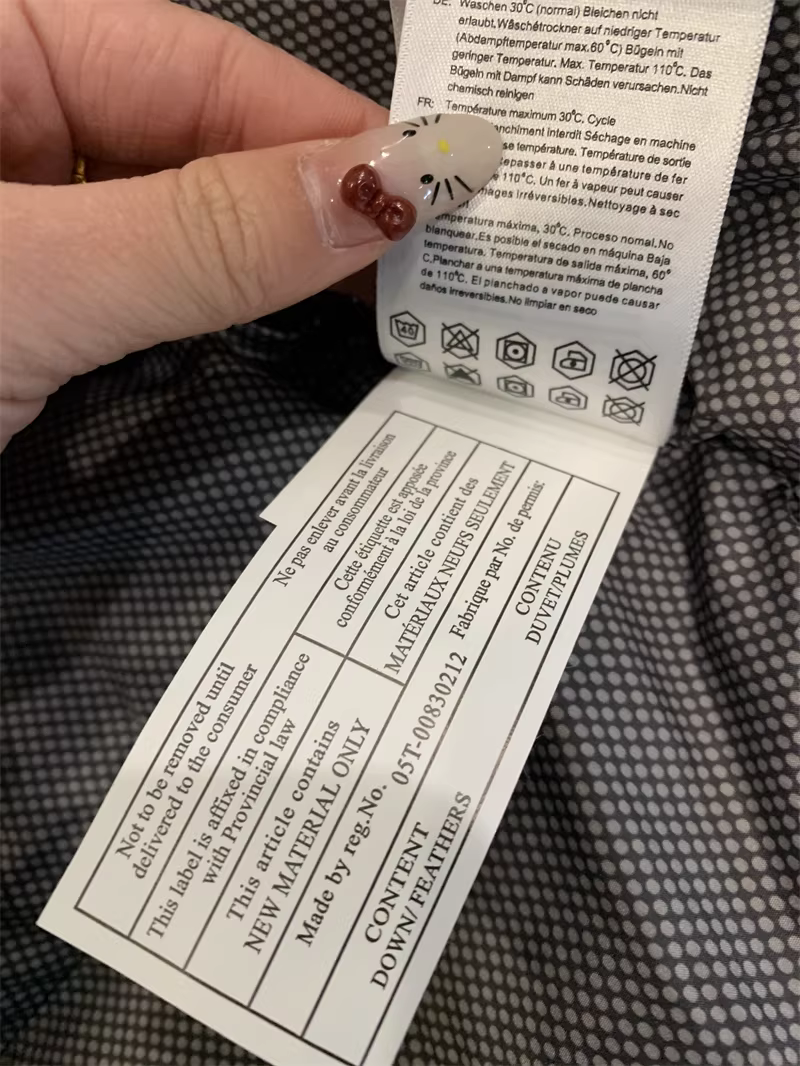 DE: Waschen 30°C (normal) Bleichen nicht
erlaubt.Wäschetrockner auf niedriger Temperatur
(Abdampftemperatur max.60°C) Bügeln mit
geringer Temperatur. Max. Temperatur 110°C. Das
Bügeln mit Dampf kann Schäden verursachen.Nicht
chemisch reinigen
FR: Température maximum 30°C, Cycle
interdit Séchage en machine
température. Température de sortie
à une température de fer
110°C. Un fer à vapeur peut causer
irréversibles.Nettoyage à sec
máxima, 30°C. Proceso nomal.No
blanquear.Es posible el secado en máquina Baja
temperatura. Temperatura de salida máxima, 60°
C.Planchar a una temperatura máxima de plancha
de 110°C. El planchado a vapor puede causar
daños irreversibles.No limpiar en seco
40
Ne pas enlever avant la livraison
au consommateur
Cette étiquette est apposée
conformément à la loi de la province
Cet article contient des
MATÉRIAUX NEUFS SEULEMENT
Fabrique par No. de permis:
CONTENU
DUVET/PLUMES
Not to be removed until
delivered to the consumer
This label is affixed in compliance
with Provincial law
This article contains
NEW MATERIAL ONLY
Made by reg.No. 05T-00830212
CONTENT
DOWN/ FEATHERS